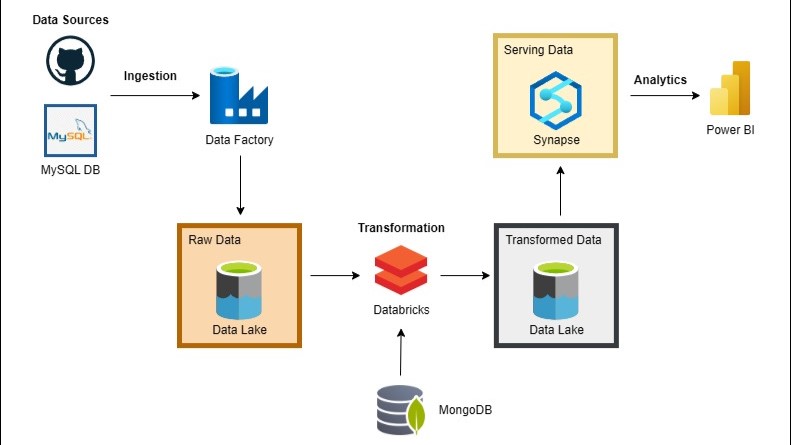 Data Sources
Ingestion
MySQL
MySQL DB
Data Factory
Raw Data
Data Lake
Transformation
Databricks
MongoDB
Transformed Data
Data Lake
Serving Data
Synapse
Analytics
Power BI